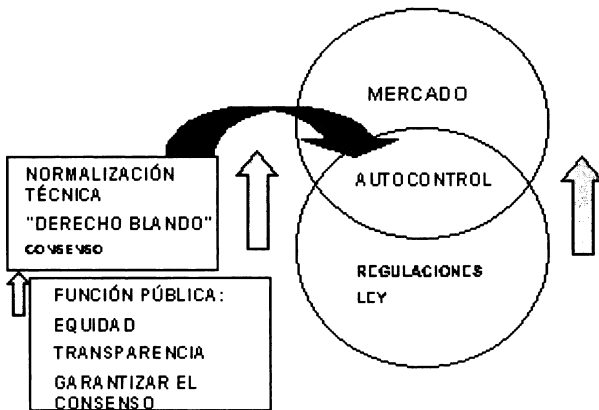 MERCADO
AUTOCONTROL
REGULACIONES
LEY
NORMALIZACIÓN
TÉCNICA
"DERECHO BLANDO"
CONSENSO
FUNCIÓN PÚBLICA:
EQUIDAD
TRANSPARENCIA
GARANTIZAR EL
CONSENSO